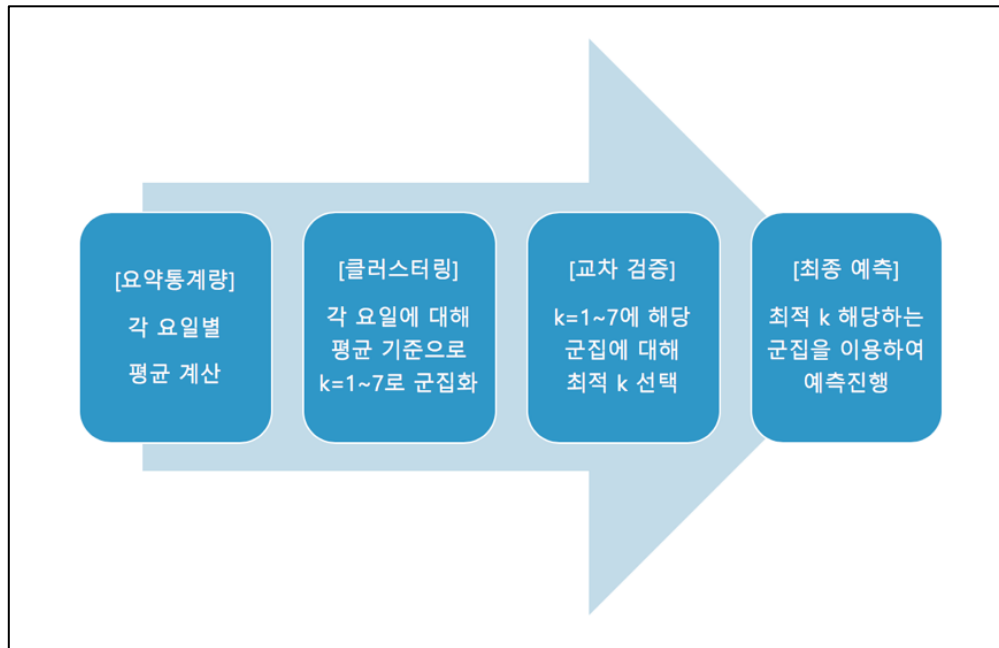 [요약통계량]
각 요일별
평균 계산
[클러스터링]
각 요일에 대해
평균 기준으로
k=1~7로 군집화
[교차 검증]
k=1~7에 해당
군집에 대해
최적 k 선택
[최종 예측]
최적 k 해당하는
군집을 이용하여
예측진행